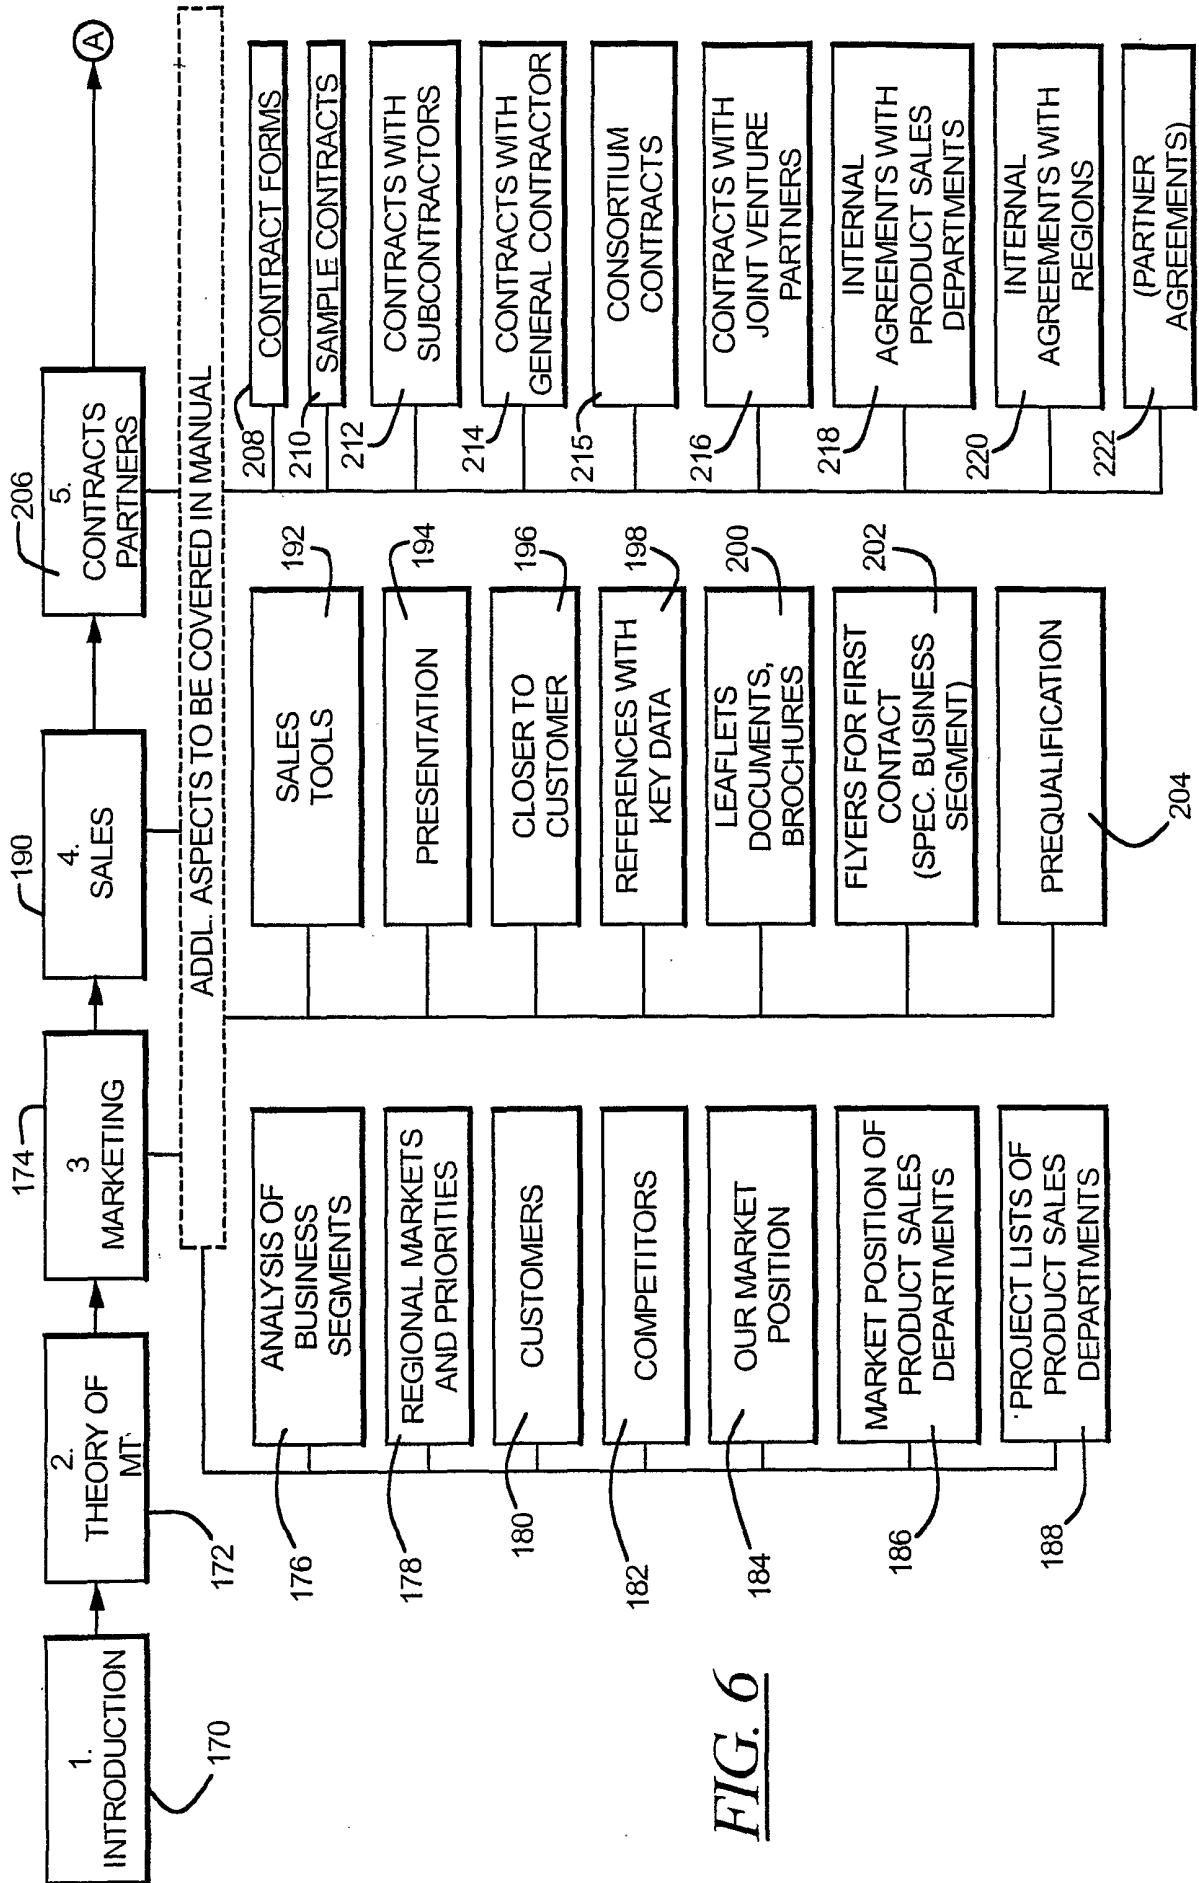 1.
INTRODUCTION
170
2.
THEORY OF
MT
172
3
MARKETING
174
4.
SALES
190
5.
CONTRACTS
PARTNERS
206
A
ADDL. ASPECTS TO BE COVERED IN MANUAL
ANALYSIS OF
BUSINESS
SEGMENTS
176
REGIONAL MARKETS
AND PRIORITIES
178
CUSTOMERS
180
COMPETITORS
182
OUR MARKET
POSITION
184
MARKET POSITION OF
PRODUCT SALES
DEPARTMENTS
186
PROJECT LISTS OF
PRODUCT SALES
DEPARTMENTS
188
SALES
TOOLS
192
PRESENTATION
194
CLOSER TO
CUSTOMER
196
REFERENCES WITH
KEY DATA
198
LEAFLETS
DOCUMENTS,
BROCHURES
200
FLYERS FOR FIRST
CONTACT
(SPEC. BUSINESS
SEGMENT)
202
PREQUALIFICATION
204
CONTRACT FORMS
208
SAMPLE CONTRACTS
210
CONTRACTS WITH
SUBCONTRACTORS
212
CONTRACTS WITH
GENERAL CONTRACTOR
214
CONSORTIUM
CONTRACTS
215
CONTRACTS WITH
JOINT VENTURE
PARTNERS
216
INTERNAL
AGREEMENTS WITH
PRODUCT SALES
DEPARTMENTS
218
INTERNAL
AGREEMENTS WITH
REGIONS
220
(PARTNER
AGREEMENTS)
222
FIG. 6